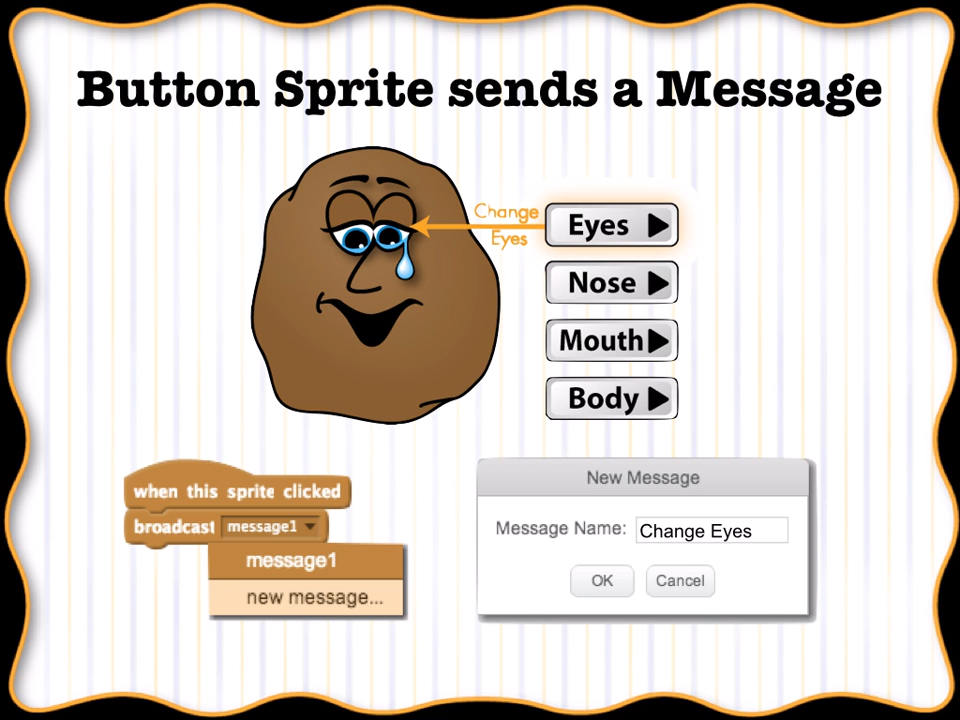 Button Sprite sends a Message
Change
Eyes
Eyes
Nose
Mouth
Body
when this sprite clicked
broadcast message1
message1
new message...
New Message
Message Name: Change Eyes
OK Cancel